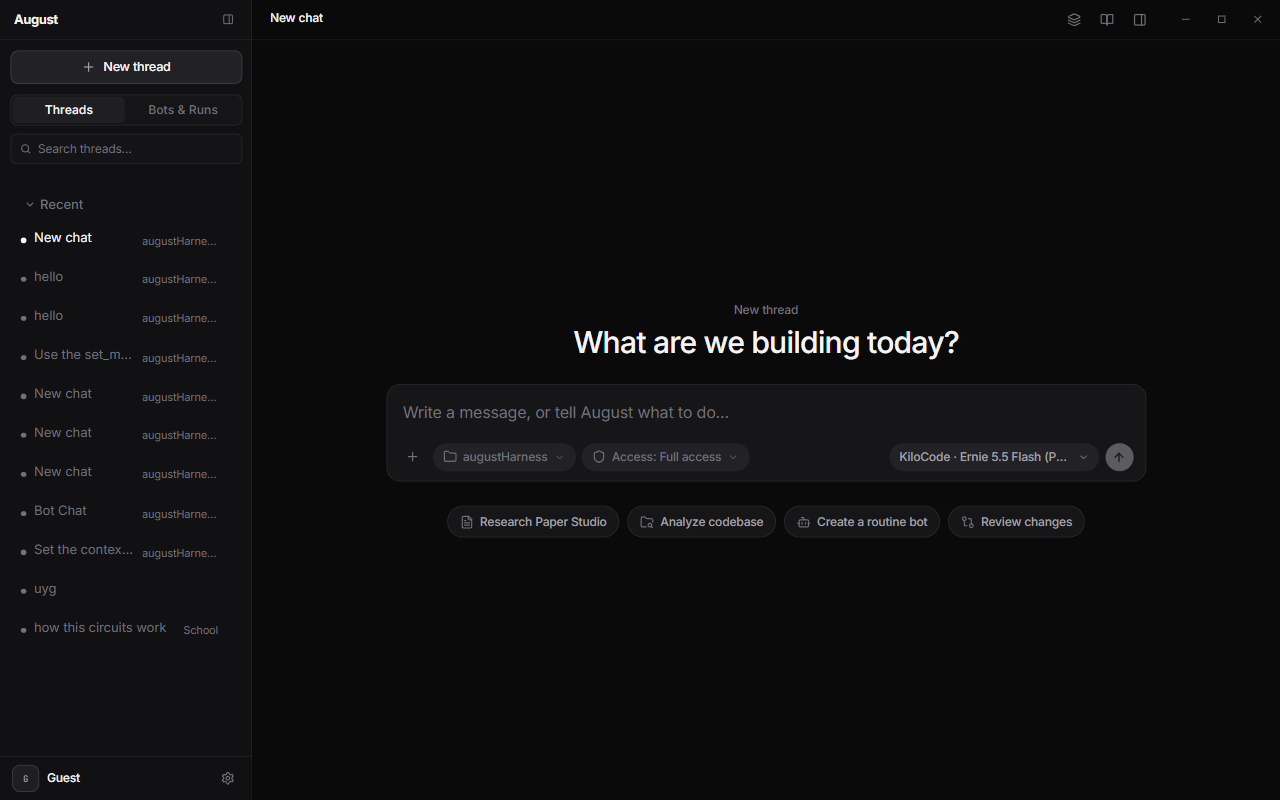 August
New chat
New thread
Threads
Bots & Runs
Search threads...
Recent
New chat augustHarne...
hello augustHarne...
hello augustHarne...
Use the set_m... augustHarne...
New chat augustHarne...
New chat augustHarne...
New chat augustHarne...
Bot Chat augustHarne...
Set the contex... augustHarne...
uyg
how this circuits work School
G Guest
New thread
What are we building today?
Write a message, or tell August what to do...
augustHarness
Access: Full access
KiloCode · Ernie 5.5 Flash (P...
Research Paper Studio
Analyze codebase
Create a routine bot
Review changes